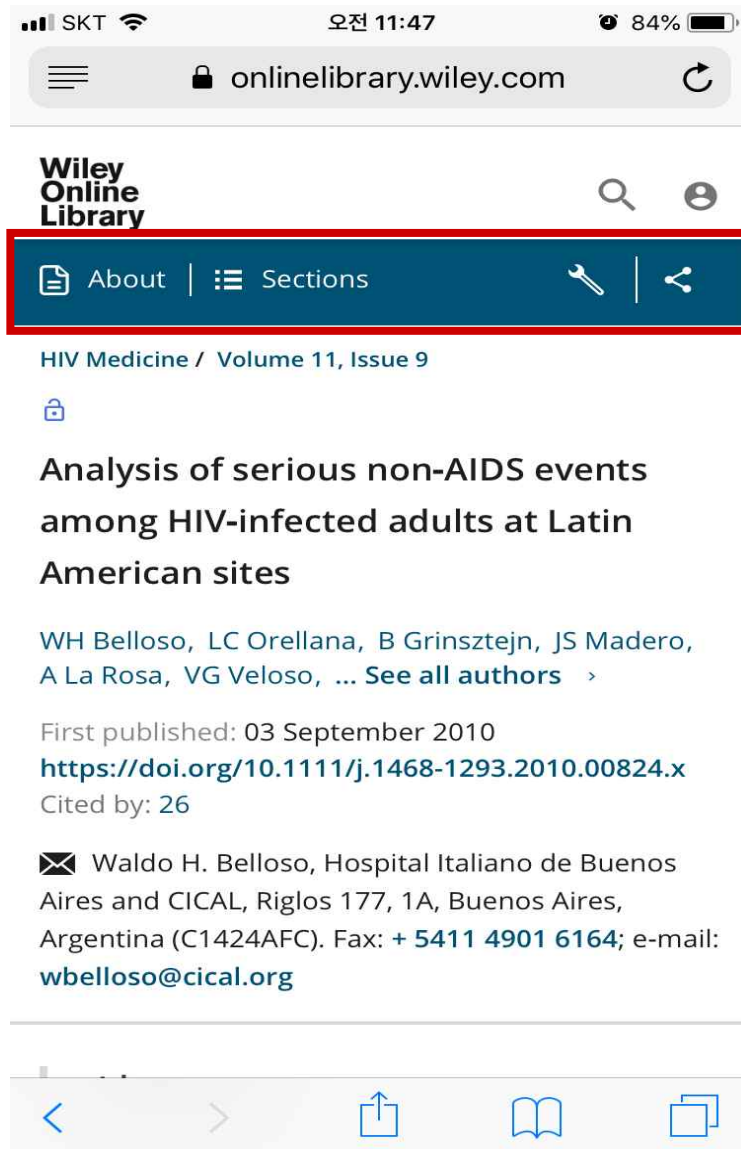 SKT 오전 11:47 84%
onlinelibrary.wiley.com
Wiley
Online
Library
About | Sections
HIV Medicine / Volume 11, Issue 9
Analysis of serious non-AIDS events
among HIV-infected adults at Latin
American sites
WH Belloso, LC Orellana, B Grinsztejn, JS Madero,
A La Rosa, VG Veloso, ... See all authors ›
First published: 03 September 2010
https://doi.org/10.1111/j.1468-1293.2010.00824.x
Cited by: 26
Waldo H. Belloso, Hospital Italiano de Buenos
Aires and CICAL, Riglos 177, 1A, Buenos Aires,
Argentina (C1424AFC). Fax: + 5411 4901 6164; e-mail:
wbelloso@cical.org